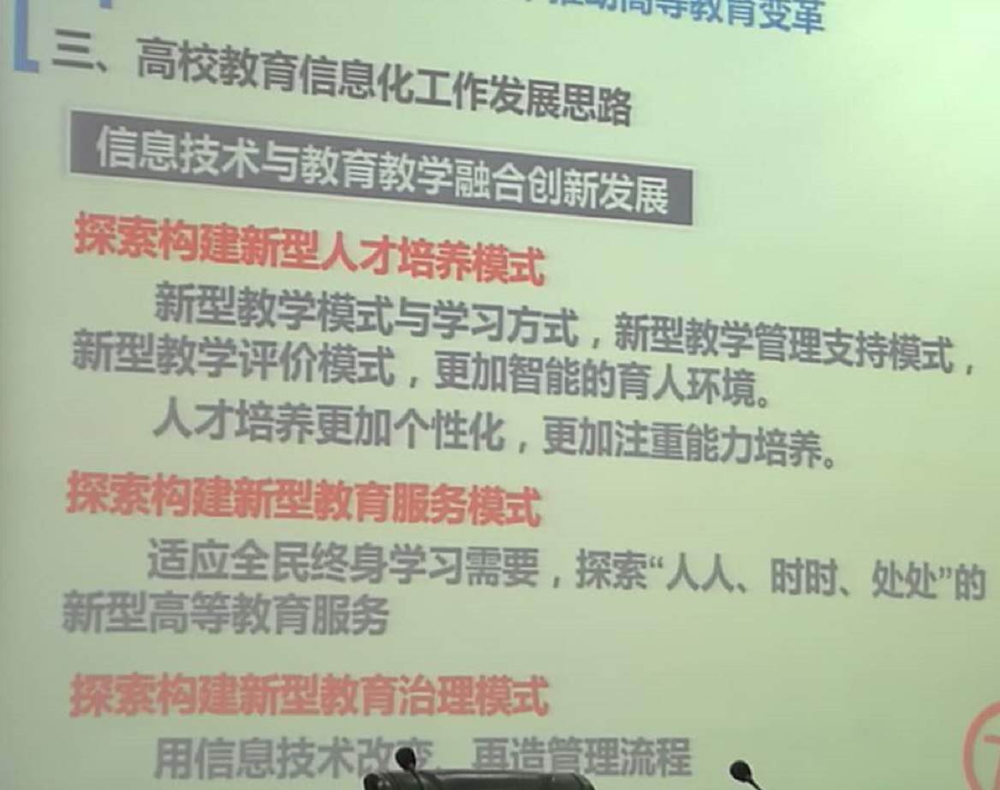 推动高等教育变革
三、高校教育信息化工作发展思路
信息技术与教育教学融合创新发展
探索构建新型人才培养模式
新型教学模式与学习方式，新型教学管理支持模式，
新型教学评价模式，更加智能的育人环境。
人才培养更加个性化，更加注重能力培养。
探索构建新型教育服务模式
适应全民终身学习需要，探索“人人、时时、处处”的
新型高等教育服务
探索构建新型教育治理模式
用信息技术改变、再造管理流程